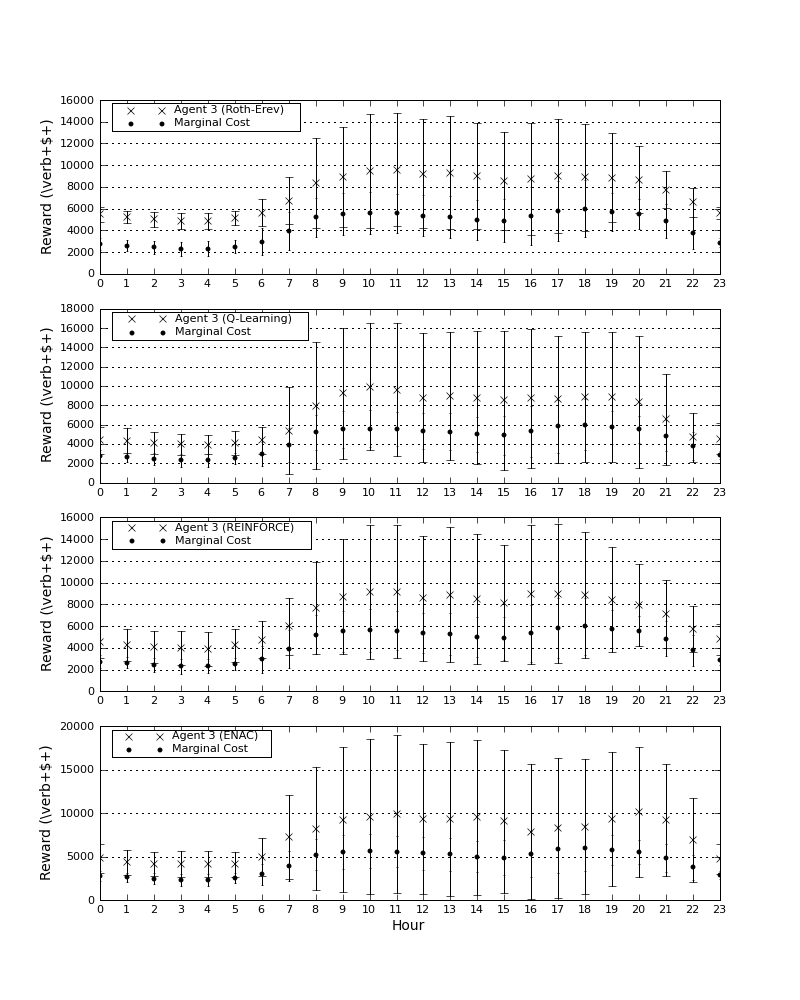 16000
Agent 3 (Roth-Erev)
14000
Marginal Cost
12000
10000
8000
6000
4000
2000
0
Reward (\verb+$+)
0 1 2 3 4 5 6 7 8 9 10 11 12 13 14 15 16 17 18 19 20 21 22 23
18000
Agent 3 (Q-Learning)
16000
Marginal Cost
14000
12000
10000
8000
6000
4000
2000
0
Reward (\verb+$+)
0 1 2 3 4 5 6 7 8 9 10 11 12 13 14 15 16 17 18 19 20 21 22 23
16000
Agent 3 (REINFORCE)
14000
Marginal Cost
12000
10000
8000
6000
4000
2000
0
Reward (\verb+$+)
0 1 2 3 4 5 6 7 8 9 10 11 12 13 14 15 16 17 18 19 20 21 22 23
20000
Agent 3 (ENAC)
Marginal Cost
15000
10000
5000
0
Reward (\verb+$+)
0 1 2 3 4 5 6 7 8 9 10 11 12 13 14 15 16 17 18 19 20 21 22 23
Hour